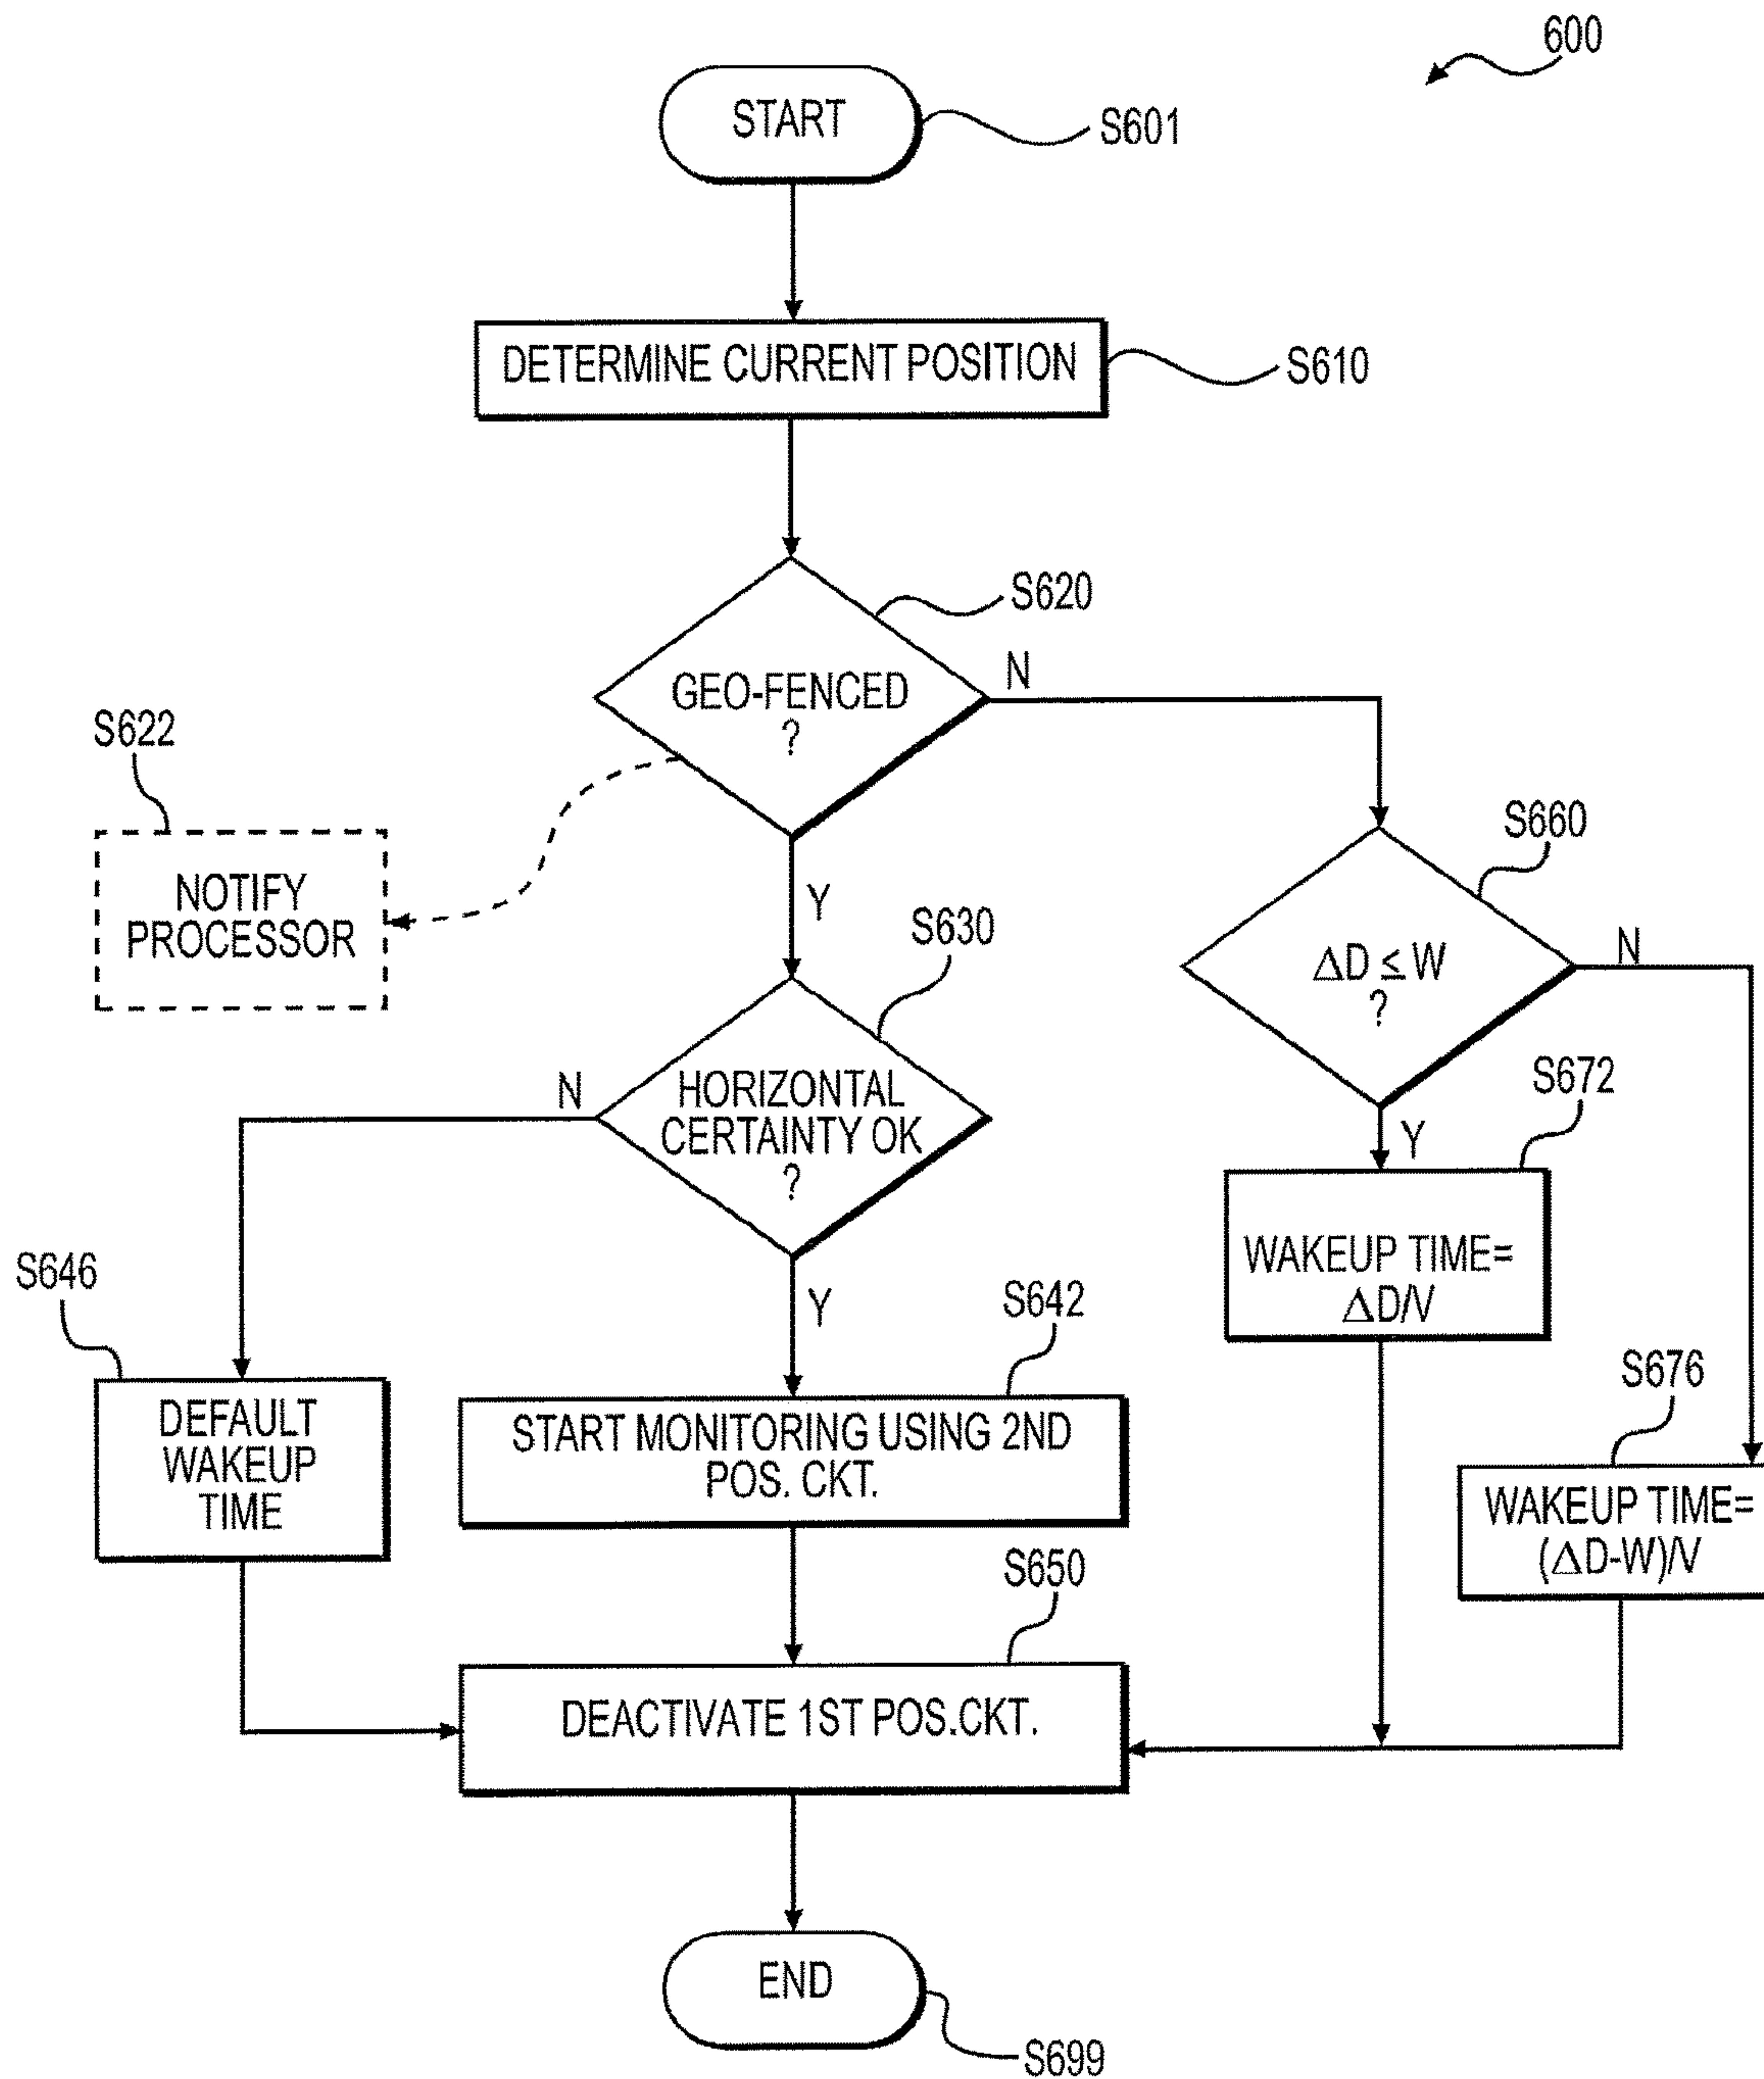 600
START
S601
DETERMINE CURRENT POSITION
S610
S620
GEO-FENCED
?
N
Y
S622
NOTIFY
PROCESSOR
S630
HORIZONTAL
CERTAINTY OK
?
N
Y
S660
ΔD ≤ W
?
N
Y
S672
WAKEUP TIME=
ΔD/V
S676
WAKEUP TIME=
(ΔD-W)/V
S646
DEFAULT
WAKEUP
TIME
S642
START MONITORING USING 2ND
POS. CKT.
S650
DEACTIVATE 1ST POS.CKT.
END
S699